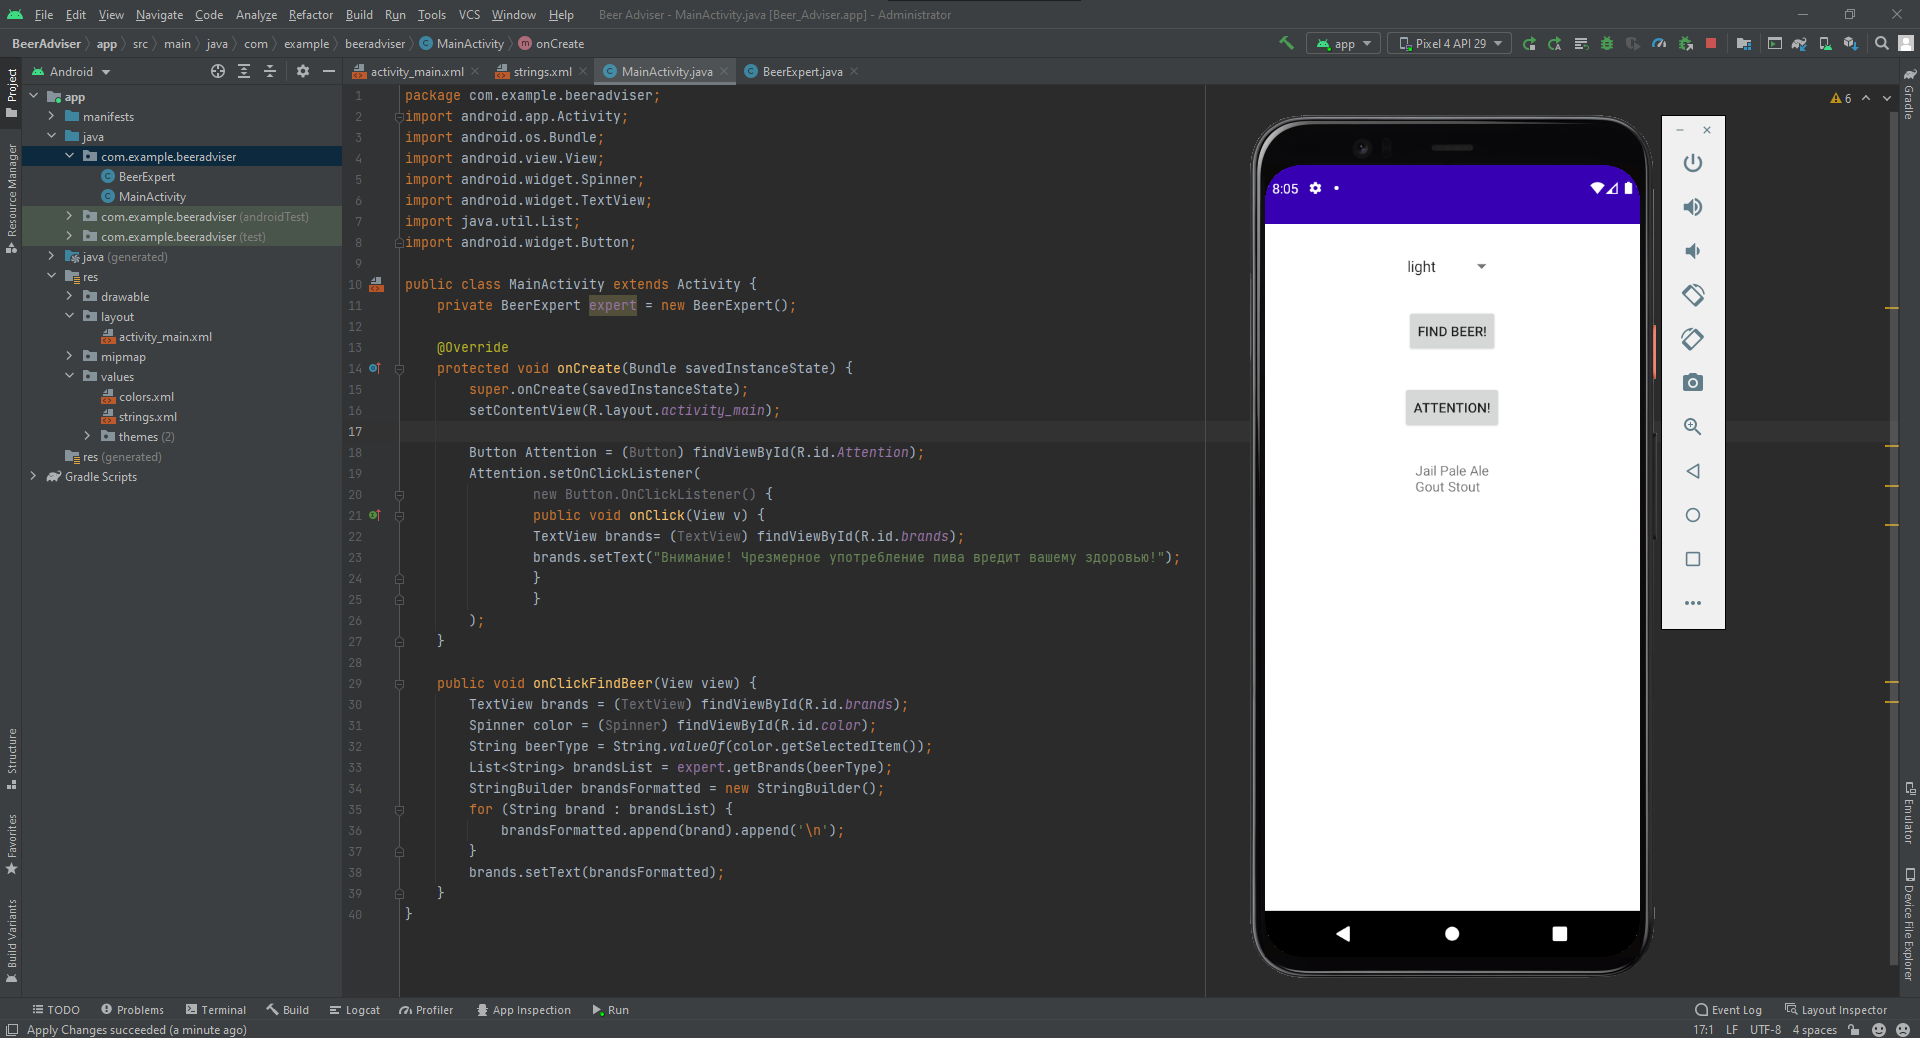 File Edit View Navigate Code Analyze Refactor Build Run Tools VCS Window Help Beer Adviser - MainActivity.java [Beer_Adviser.app] - Administrator
BeerAdviser app src main java com example beeradviser MainActivity onCreate app Pixel 4 API 29
Android
activity_main.xml strings.xml MainActivity.java BeerExpert.java
Project
Resource Manager
Structure
Favorites
Build Variants
app
manifests
java
com.example.beeradviser
BeerExpert
MainActivity
com.example.beeradviser (androidTest)
com.example.beeradviser (test)
java (generated)
res
drawable
layout
activity_main.xml
mipmap
values
colors.xml
strings.xml
themes (2)
res (generated)
Gradle Scripts
6
1 package com.example.beeradviser;
2 import android.app.Activity;
3 import android.os.Bundle;
4 import android.view.View;
5 import android.widget.Spinner;
6 import android.widget.TextView;
7 import java.util.List;
8 import android.widget.Button;
9
10 public class MainActivity extends Activity {
11 private BeerExpert expert = new BeerExpert();
12
13 @Override
14 protected void onCreate(Bundle savedInstanceState) {
15 super.onCreate(savedInstanceState);
16 setContentView(R.layout.activity_main);
17
18 Button Attention = (Button) findViewById(R.id.Attention);
19 Attention.setOnClickListener(
20 new Button.OnClickListener() {
21 public void onClick(View v) {
22 TextView brands= (TextView) findViewById(R.id.brands);
23 brands.setText("Внимание! Чрезмерное употребление пива вредит вашему здоровью!");
24 }
25 }
26 );
27 }
28
29 public void onClickFindBeer(View view) {
30 TextView brands = (TextView) findViewById(R.id.brands);
31 Spinner color = (Spinner) findViewById(R.id.color);
32 String beerType = String.valueOf(color.getSelectedItem());
33 List<String> brandsList = expert.getBrands(beerType);
34 StringBuilder brandsFormatted = new StringBuilder();
35 for (String brand : brandsList) {
36 brandsFormatted.append(brand).append('\n');
37 }
38 brands.setText(brandsFormatted);
39 }
40 }
8:05
light
FIND BEER!
ATTENTION!
Jail Pale Ale
Gout Stout
Gradle
Emulator
Device File Explorer
TODO Problems Terminal Build Logcat Profiler App Inspection Run Event Log Layout Inspector
Apply Changes succeeded (a minute ago) 17:1 LF UTF-8 4 spaces